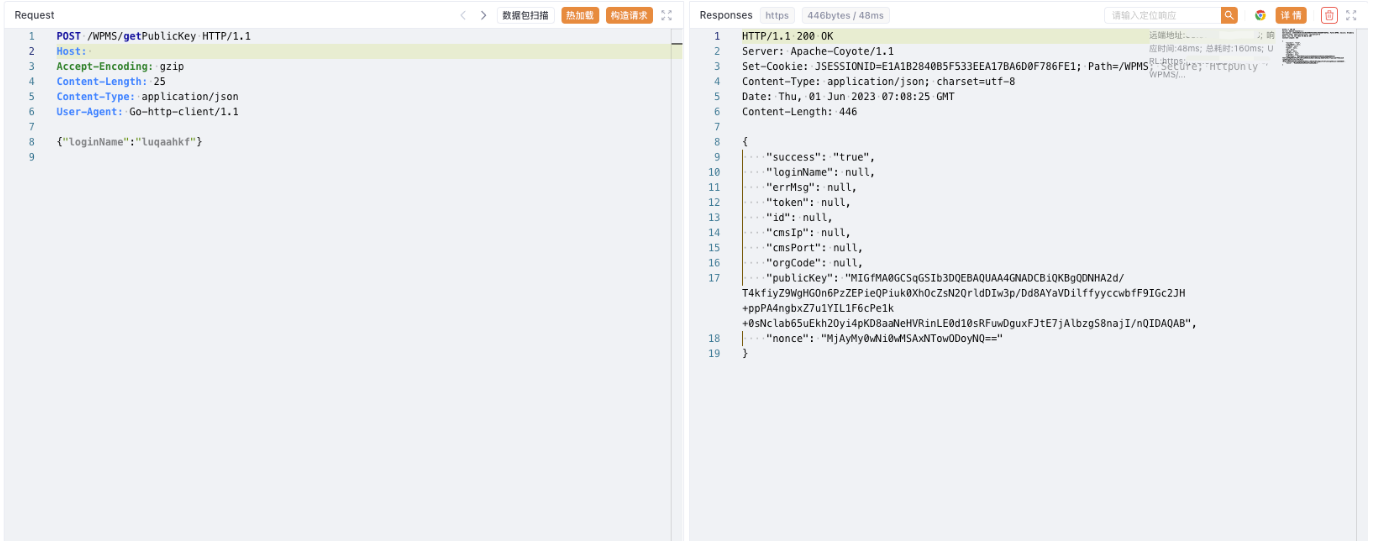 Request
数据包扫描 热加载 构造请求
1 POST /WPMS/getPublicKey HTTP/1.1
2 Host:
3 Accept-Encoding: gzip
4 Content-Length: 25
5 Content-Type: application/json
6 User-Agent: Go-http-client/1.1
7
8 {"loginName":"luqaahkf"}
9
Responses https 446bytes / 48ms
请输入定位响应 详情
1 HTTP/1.1 200 OK
2 Server: Apache-Coyote/1.1
3 Set-Cookie: JSESSIONID=E1A1B2840B5F533EEA17BA6D0F786FE1; Path=/WPMS; Secure; HttpOnly
4 Content-Type: application/json; charset=utf-8
5 Date: Thu, 01 Jun 2023 07:08:25 GMT
6 Content-Length: 446
7
8 {
9 "success": "true",
10 "loginName": null,
11 "errMsg": null,
12 "token": null,
13 "id": null,
14 "cmsIp": null,
15 "cmsPort": null,
16 "orgCode": null,
17 "publicKey": "MIGfMA0GCSqGSIb3DQEBAQUAA4GNADCBiQKBgQDNHA2d/
T4kfiyZ9WgHGOn6PzZEPieQPiuk0XhOcZsN2QrldDIw3p/Dd8AYaVDilffyyccwbfF9IGc2JH
+ppPA4ngbxZ7u1YIL1F6cPe1k
+0sNclab65uEkh2Oyi4pKD8aaNeHVRinLE0d10sRFuwDguxFJtE7jAlbzgS8najI/nQIDAQAB",
18 "nonce": "MjAyMy0wNi0wMSAxNTowODoyNQ=="
19 }
远端地址: 响
应时间:48ms; 总耗时:160ms; U
RL:https:
WPMS/...